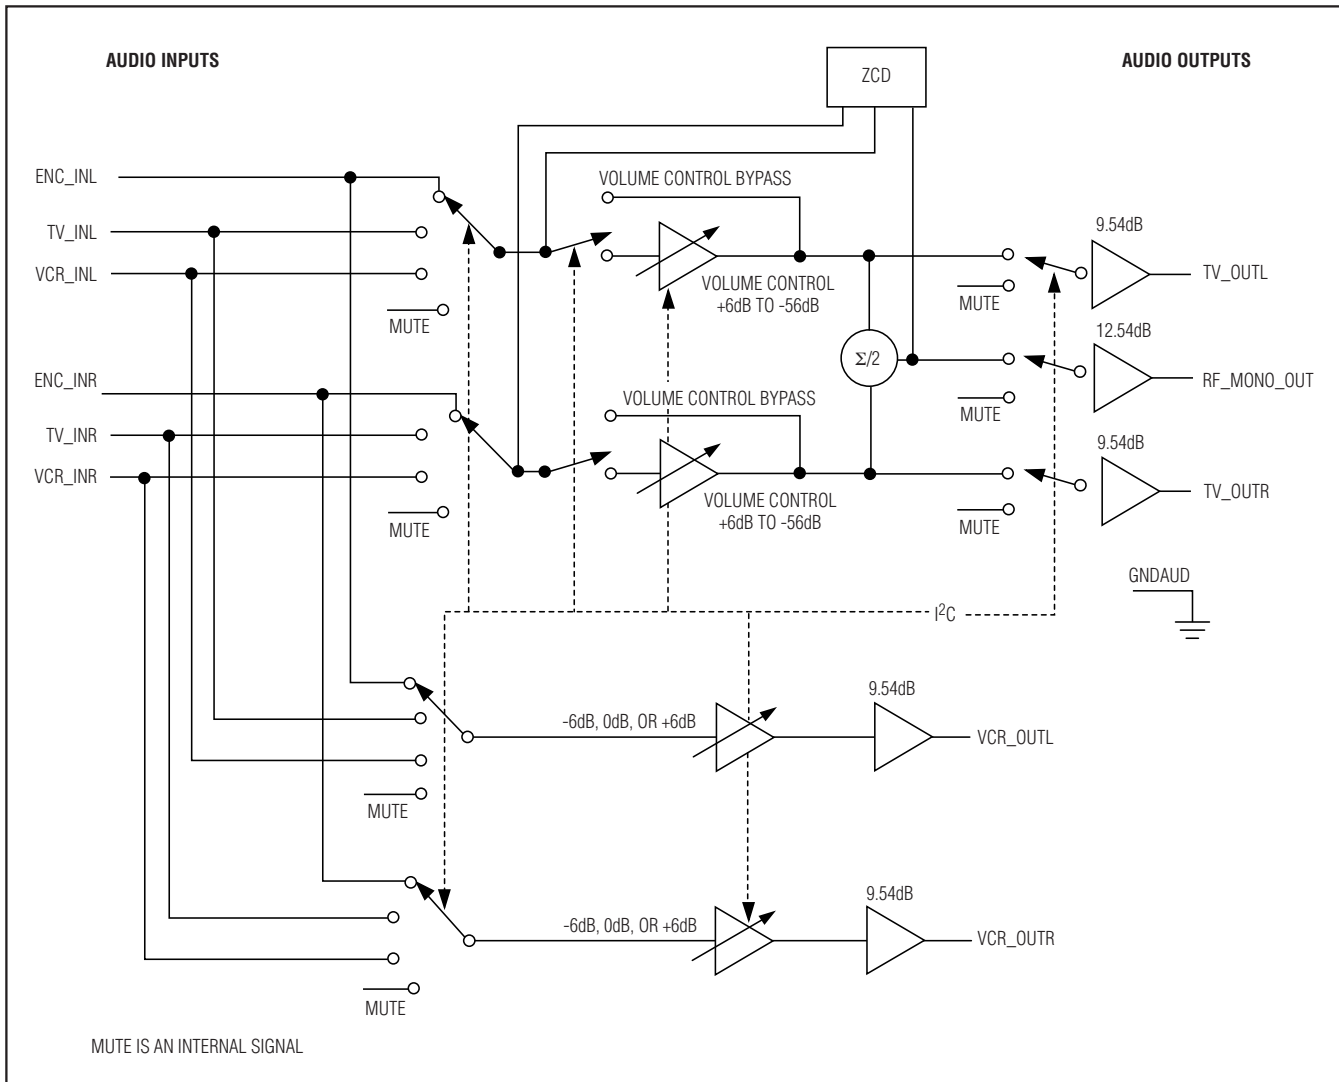 AUDIO INPUTS
AUDIO OUTPUTS
ZCD
ENC_INL
VOLUME CONTROL BYPASS
9.54dB
TV_INL
VCR_INL
TV_OUTL
VOLUME CONTROL
+6dB TO -56dB
MUTE
MUTE
12.54dB
Σ/2
ENC_INR
RF_MONO_OUT
VOLUME CONTROL BYPASS
MUTE
TV_INR
9.54dB
VCR_INR
TV_OUTR
VOLUME CONTROL
+6dB TO -56dB
MUTE
MUTE
GNDAUD
I²C
9.54dB
-6dB, 0dB, OR +6dB
VCR_OUTL
MUTE
9.54dB
-6dB, 0dB, OR +6dB
VCR_OUTR
MUTE
MUTE IS AN INTERNAL SIGNAL